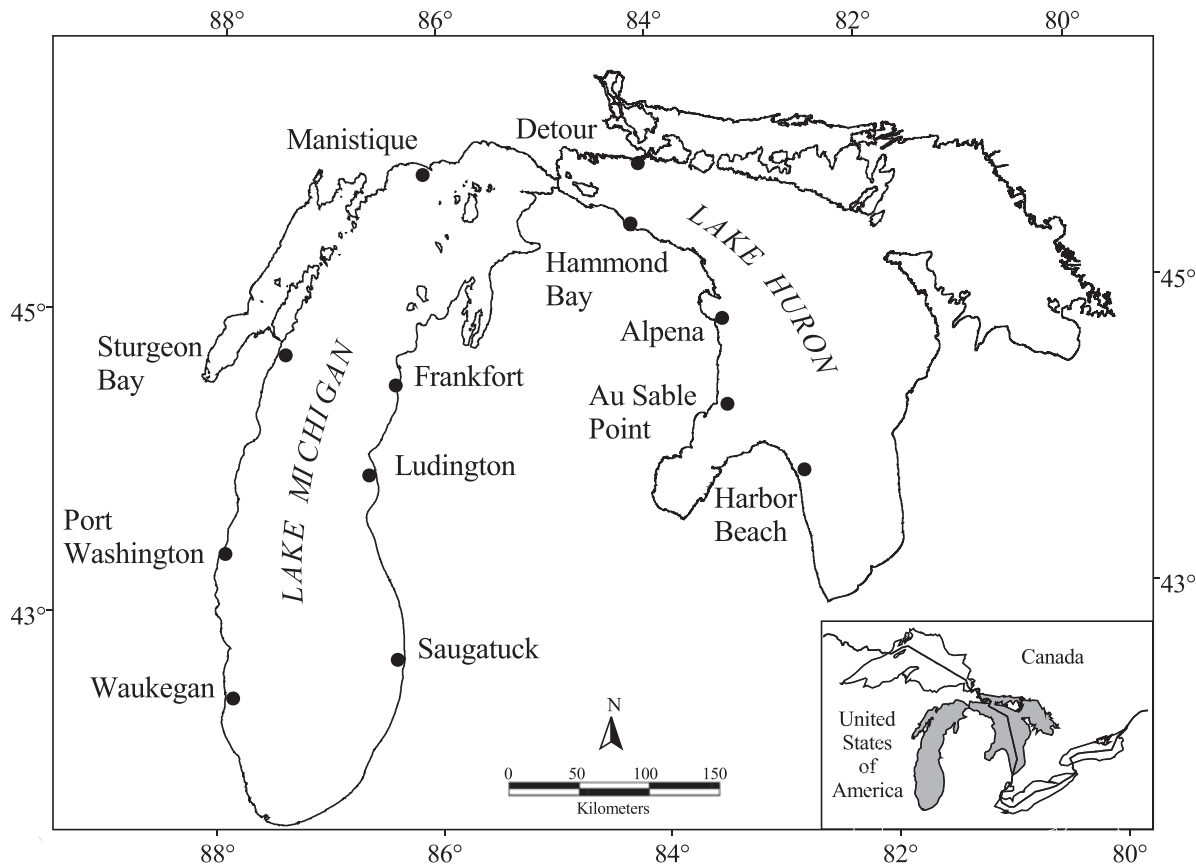 88° 86° 84° 82° 80°
Manistique
Detour
LAKE HURON
Hammond
Bay
45°
45°
Alpena
Sturgeon
Bay
Frankfort
LAKE MICHIGAN
Au Sable
Point
Ludington
Harbor
Beach
Port
Washington
43°
43°
Saugatuck
Waukegan
N
0 50 100 150
Kilometers
Canada
United
States
of
America
88° 86° 84° 82° 80°